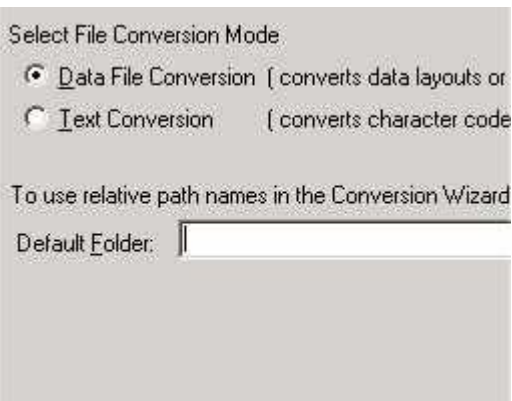 Select File Conversion Mode
Data File Conversion ( converts data layouts or
Text Conversion ( converts character code
To use relative path names in the Conversion Wizard
Default Folder: